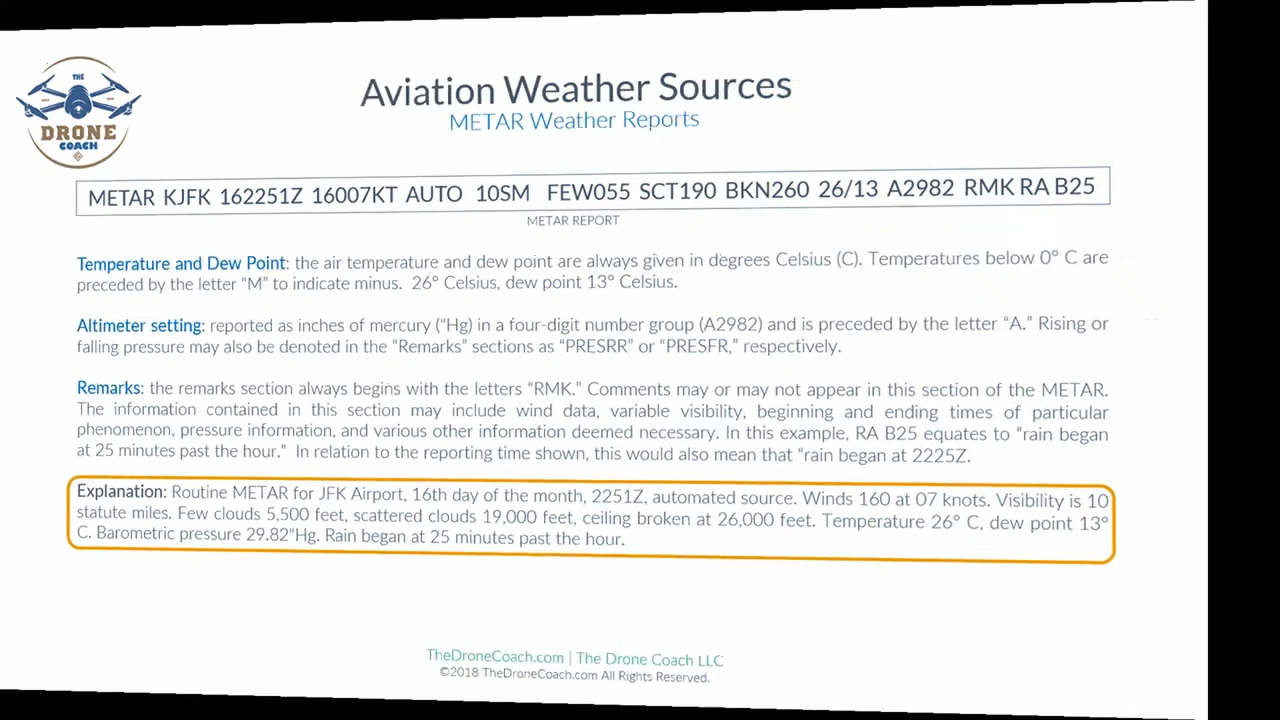 THE
DRONE
COACH
Aviation Weather Sources
METAR Weather Reports
METAR KJFK 162251Z 16007KT AUTO 10SM FEW055 SCT190 BKN260 26/13 A2982 RMK RA B25
METAR REPORT
Temperature and Dew Point: the air temperature and dew point are always given in degrees Celsius (C). Temperatures below 0° C are
preceded by the letter “M” to indicate minus. 26° Celsius, dew point 13° Celsius.
Altimeter setting: reported as inches of mercury ("Hg) in a four-digit number group (A2982) and is preceded by the letter “A.” Rising or
falling pressure may also be denoted in the “Remarks” sections as “PRESRR” or “PRESFR,” respectively.
Remarks: the remarks section always begins with the letters “RMK.” Comments may or may not appear in this section of the METAR.
The information contained in this section may include wind data, variable visibility, beginning and ending times of particular
phenomenon, pressure information, and various other information deemed necessary. In this example, RA B25 equates to “rain began
at 25 minutes past the hour.” In relation to the reporting time shown, this would also mean that “rain began at 2225Z.
Explanation: Routine METAR for JFK Airport, 16th day of the month, 2251Z, automated source. Winds 160 at 07 knots. Visibility is 10
statute miles. Few clouds 5,500 feet, scattered clouds 19,000 feet, ceiling broken at 26,000 feet. Temperature 26° C, dew point 13°
C. Barometric pressure 29.82"Hg. Rain began at 25 minutes past the hour.
TheDroneCoach.com | The Drone Coach LLC
©2018 TheDroneCoach.com All Rights Reserved.